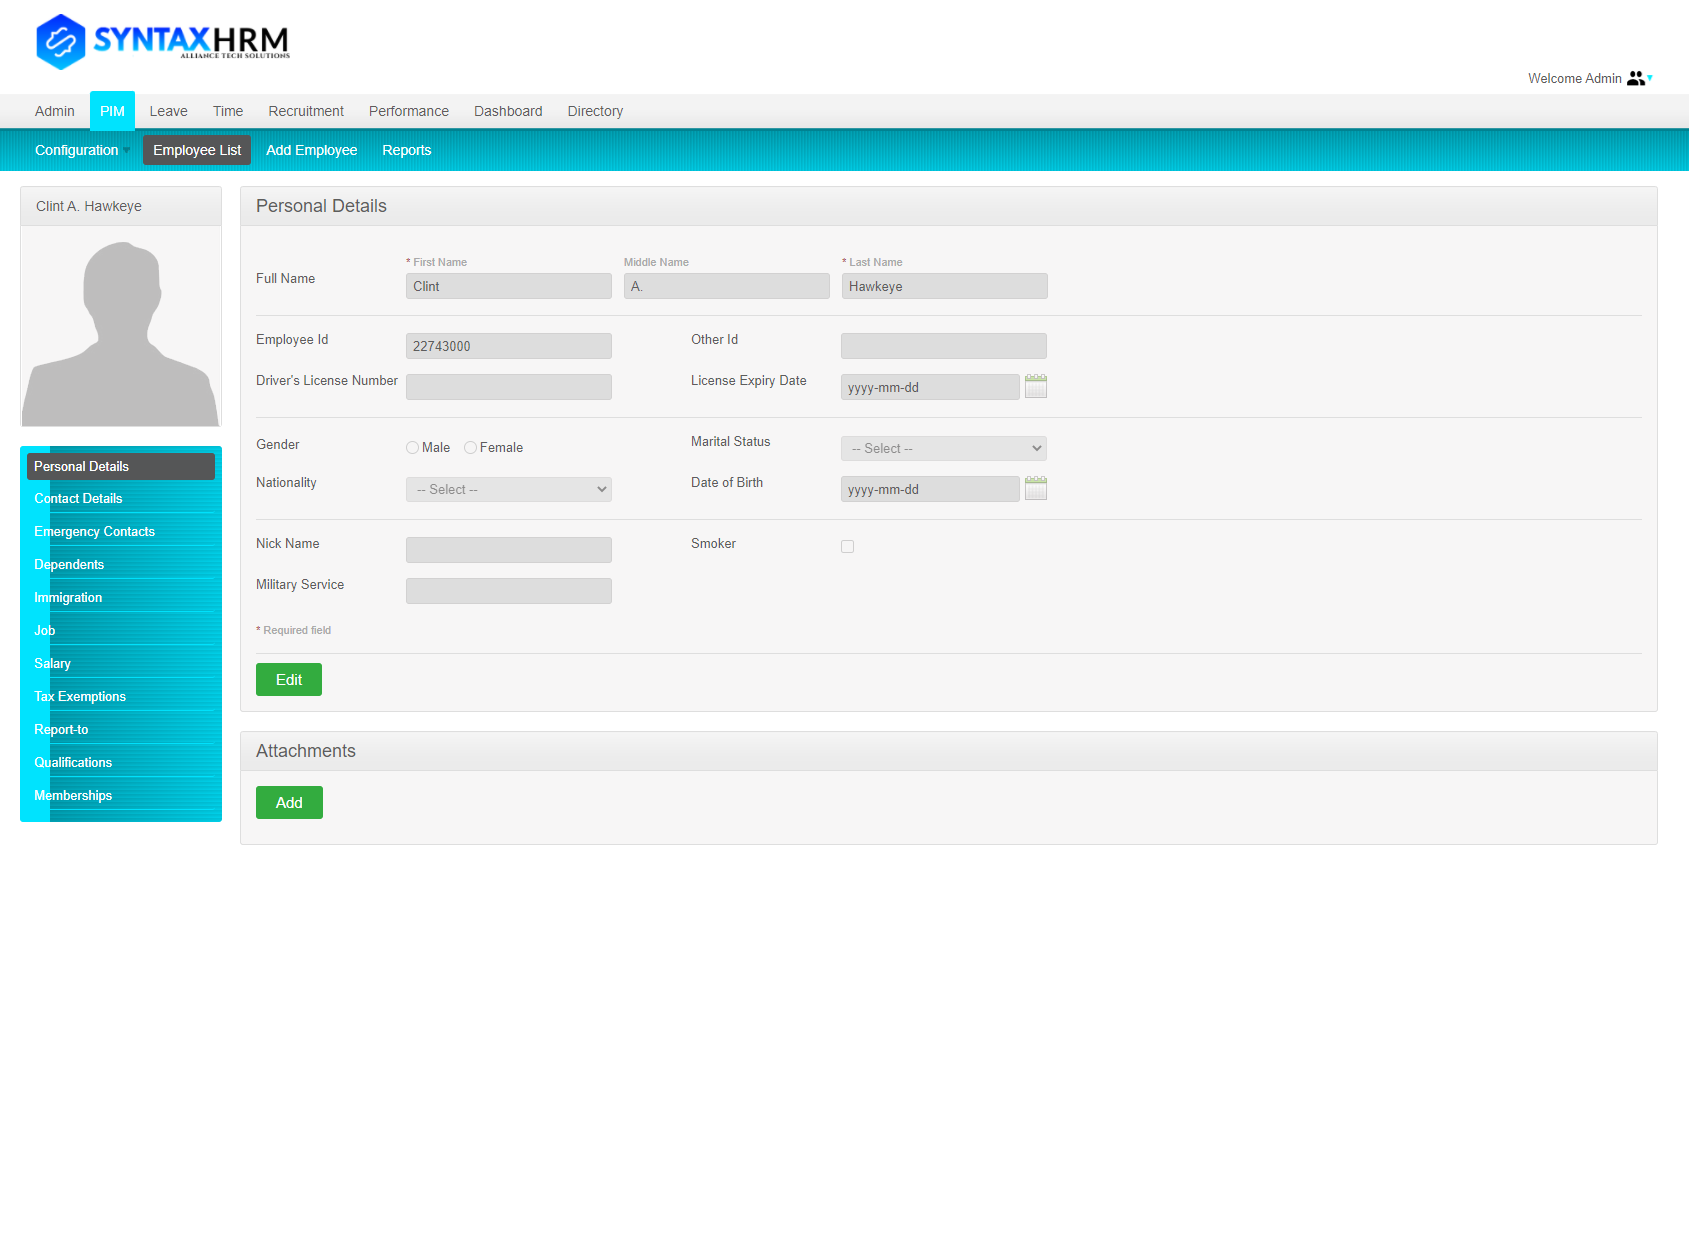 SYNTAXHRM
ALLIANCE TECH SOLUTIONS
Welcome Admin
Admin PIM Leave Time Recruitment Performance Dashboard Directory
Configuration Employee List Add Employee Reports
Clint A. Hawkeye
Personal Details
* First Name Middle Name * Last Name
Full Name Clint A. Hawkeye
Employee Id 22743000 Other Id
Driver's License Number License Expiry Date yyyy-mm-dd
Gender Male Female Marital Status -- Select --
Nationality -- Select -- Date of Birth yyyy-mm-dd
Nick Name Smoker
Military Service
* Required field
Edit
Attachments
Add
Personal Details
Contact Details
Emergency Contacts
Dependents
Immigration
Job
Salary
Tax Exemptions
Report-to
Qualifications
Memberships